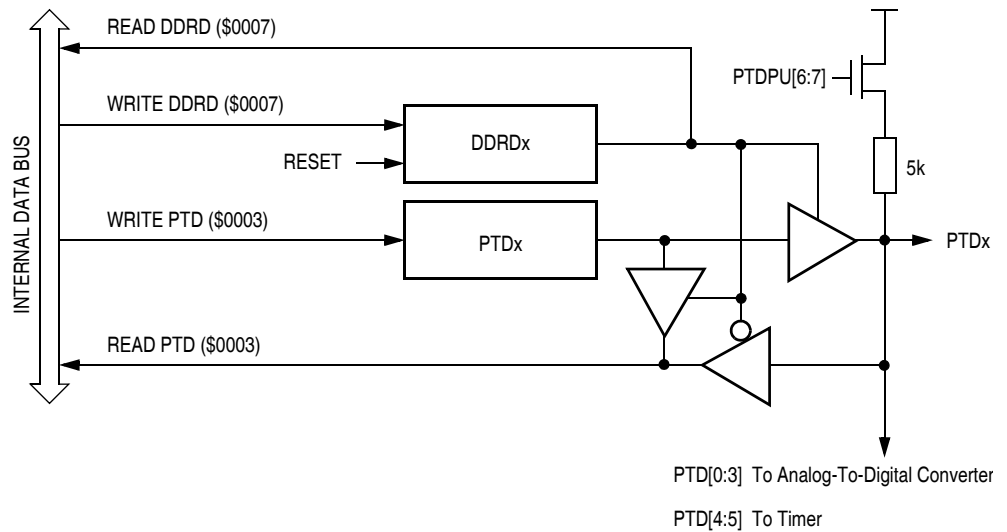 READ DDRD ($0007)
PTDPU[6:7]
WRITE DDRD ($0007)
DDRDx
RESET
5k
INTERNAL DATA BUS
WRITE PTD ($0003)
PTDx
PTDx
READ PTD ($0003)
PTD[0:3] To Analog-To-Digital Converter
PTD[4:5] To Timer